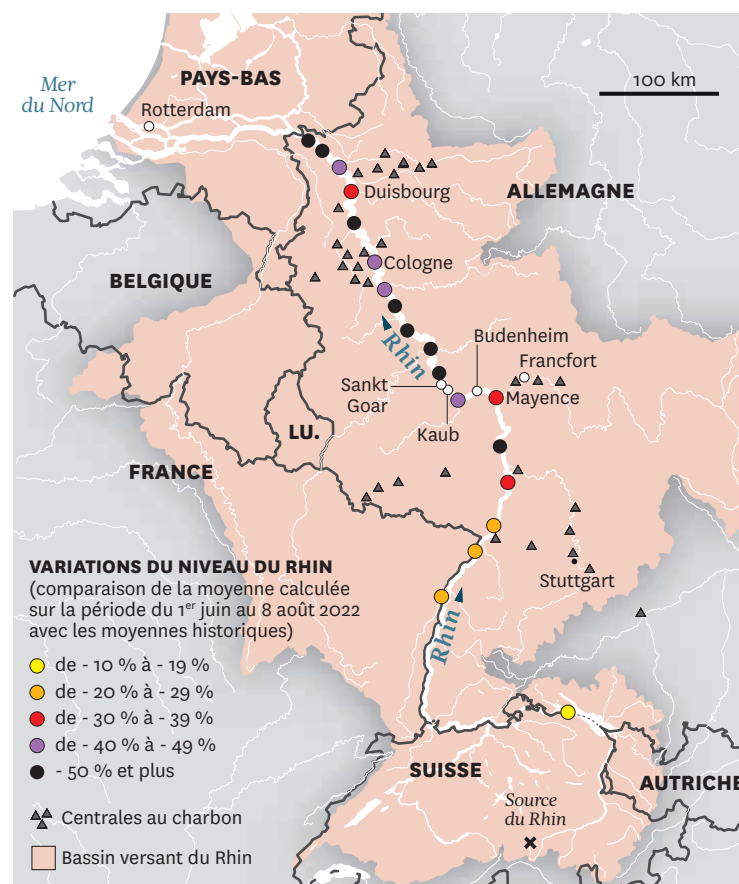 Mer
du Nord
PAYS-BAS
100 km
Rotterdam
Duisbourg
ALLEMAGNE
BELGIQUE
Cologne
Rhin
Budenheim
Francfort
Sankt
Goar
Mayence
Kaub
LU.
FRANCE
Stuttgart
Rhin
VARIATIONS DU NIVEAU DU RHIN
(comparaison de la moyenne calculée
sur la période du 1er juin au 8 août 2022
avec les moyennes historiques)
de - 10 % à - 19 %
de - 20 % à - 29 %
de - 30 % à - 39 %
de - 40 % à - 49 %
- 50 % et plus
Centrales au charbon
Bassin versant du Rhin
SUISSE
AUTRICHE
Source
du Rhin